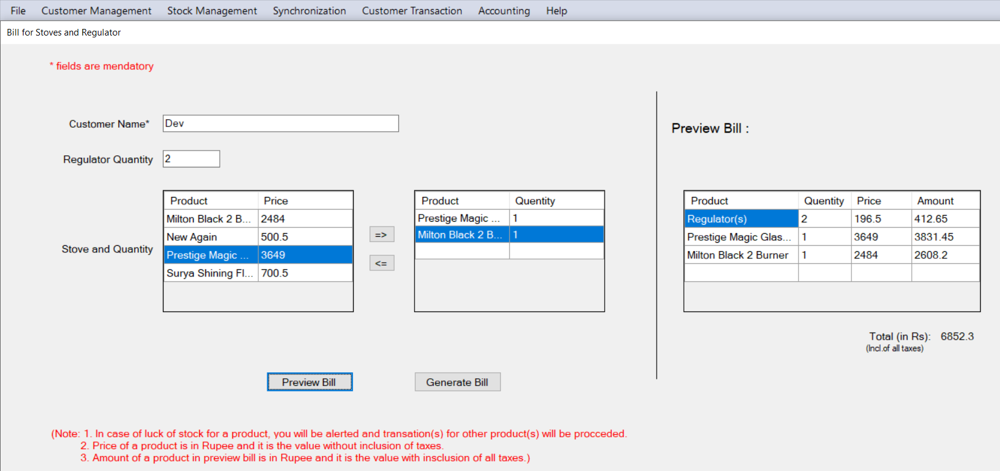 File Customer Management Stock Management Synchronization Customer Transaction Accounting Help
Bill for Stoves and Regulator
* fields are mendatory
Customer Name* Dev
Preview Bill :
Regulator Quantity 2
Product Price
Milton Black 2 B... 2484
New Again 500.5
Prestige Magic ... 3649
Surya Shining Fl... 700.5
Stove and Quantity
=>
<=
Product Quentity
Prestige Magic ... 1
Milton Black 2 B... 1
Product Quentity Price Amount
Regulator(s) 2 196.5 412.65
Prestige Magic Glas... 1 3649 3831.45
Milton Black 2 Burner 1 2484 2608.2
Total (in Rs): 6852.3
(Incl.of all taxes)
Preview Bill Generate Bill
(Note: 1. In case of luck of stock for a product, you will be alerted and transation(s) for other product(s) will be procceded.
2. Price of a product is in Rupee and it is the value without inclusion of taxes.
3. Amount of a product in preview bill is in Rupee and it is the value with insclusion of all taxes.)